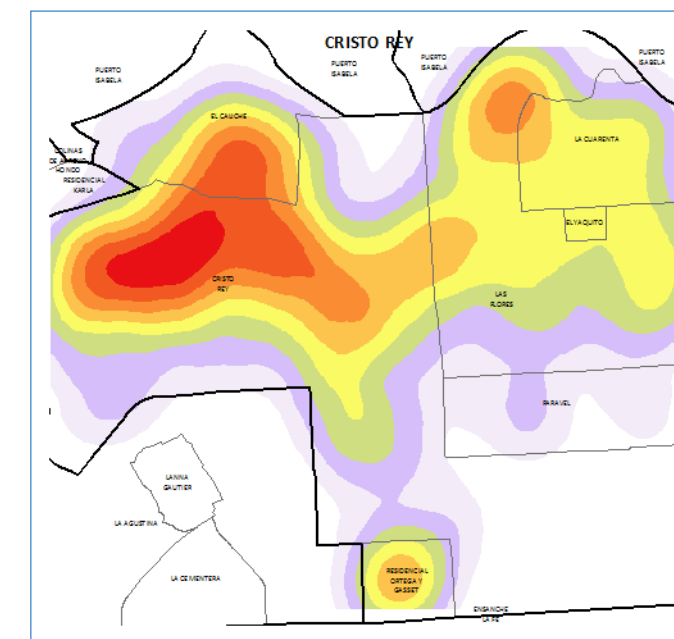 CRISTO REY
PUERTO
ISABELA
PUERTO
ISABELA
PUERTO
ISABELA
PUERTO
ISABELA
EL CAUCHE
LA CUARENTA
HONDO
RESIDENCIAL
KARLA
EL YAQUITO
CRISTO
REY
LAS
FLORES
PARAVEL
LANNA
GAUTIER
LA AGUSTINA
LA CEMENTERA
RESIDENCIAL
ORTEGA Y
GASSET
ENSANCHE
LA FE